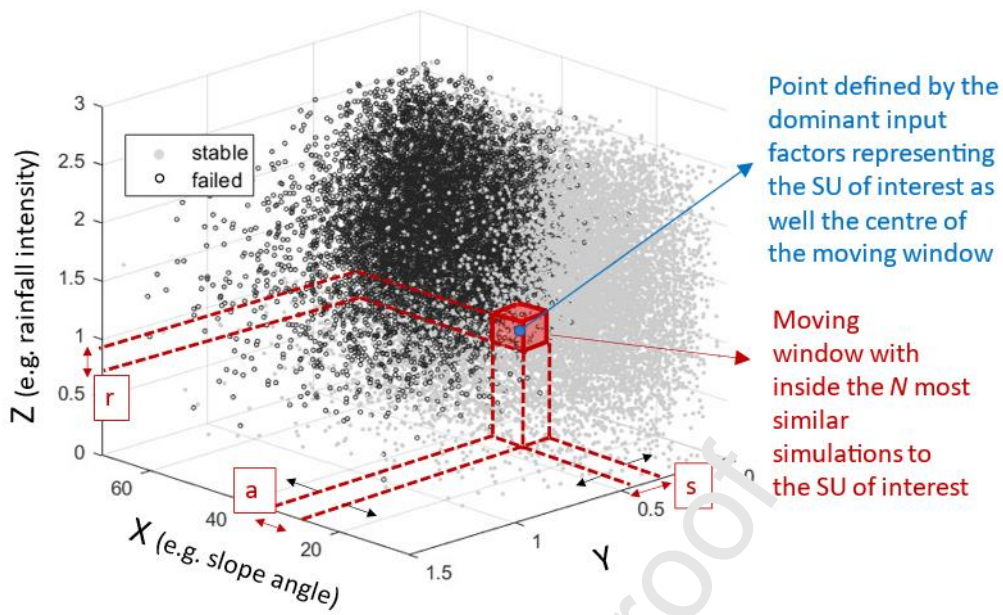 3
2.5
2
1.5
1
0.5
0
Z (e.g. rainfall intensity)
stable
failed
r
a
s
60
40
20
X (e.g. slope angle)
1.5
1
0.5
0
Y
Point defined by the
dominant input
factors representing
the SU of interest as
well the centre of
the moving window
Moving
window with
inside the N most
similar
simulations to
the SU of interest
roof